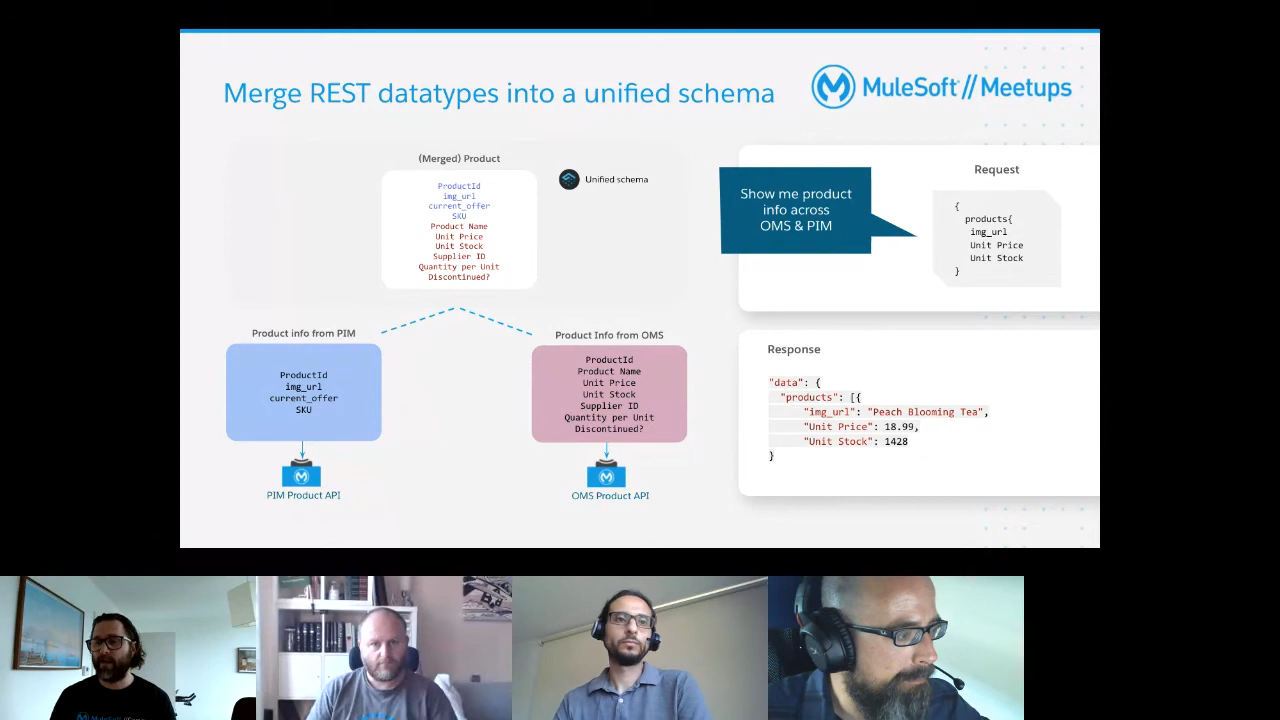 Merge REST datatypes into a unified schema
MuleSoft // Meetups
(Merged) Product
ProductId
img_url
current_offer
SKU
Product Name
Unit Price
Unit Stock
Supplier ID
Quantity per Unit
Discontinued?
Unified schema
Product info from PIM
ProductId
img_url
current_offer
SKU
PIM Product API
Product Info from OMS
ProductId
Product Name
Unit Price
Unit Stock
Supplier ID
Quantity per Unit
Discontinued?
OMS Product API
Show me product
info across
OMS & PIM
Request
{
products{
img_url
Unit Price
Unit Stock
}
Response
"data": {
"products": [{
"img_url": "Peach Blooming Tea",
"Unit Price": 18.99,
"Unit Stock": 1428
}